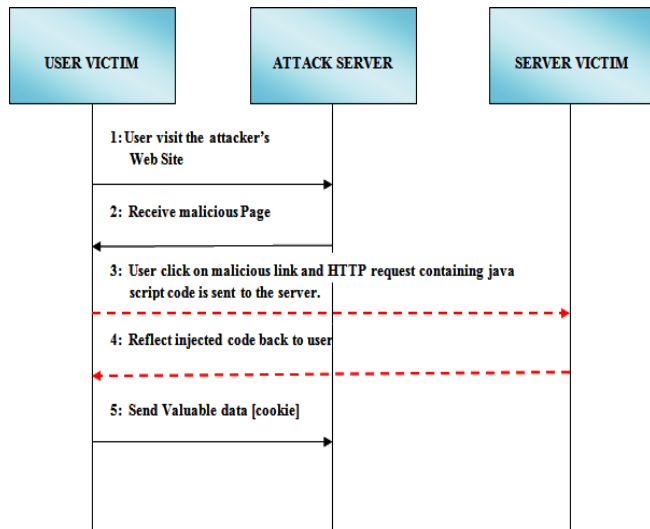 USER VICTIM
ATTACK SERVER
SERVER VICTIM
1: User visit the attacker's
Web Site
2: Receive malicious Page
3: User click on malicious link and HTTP request containing java
script code is sent to the server.
4: Reflect injected code back to user
5: Send Valuable data [cookie]